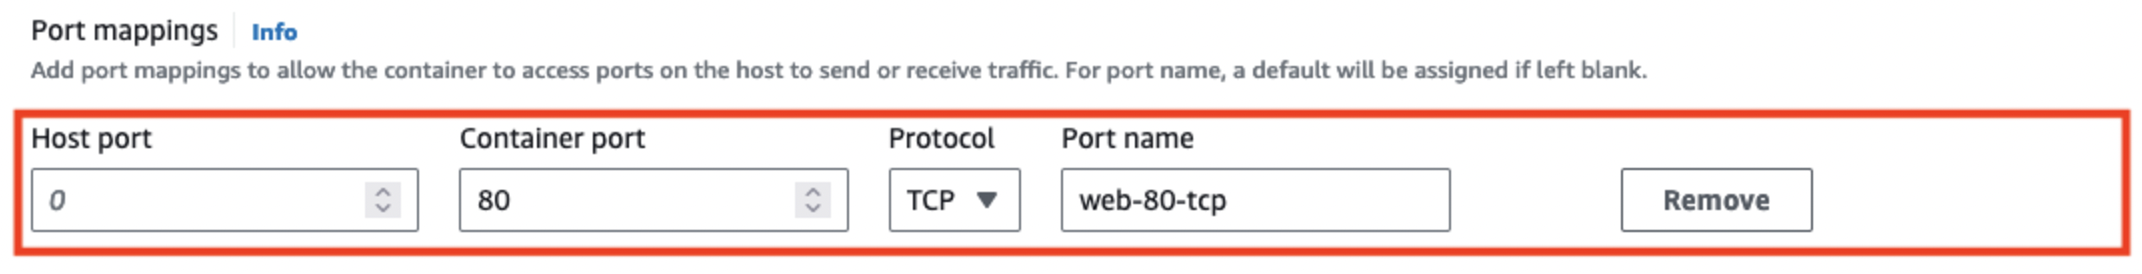 Port mappings Info
Add port mappings to allow the container to access ports on the host to send or receive traffic. For port name, a default will be assigned if left blank.
Host port Container port Protocol Port name
0 80 TCP web-80-tcp Remove